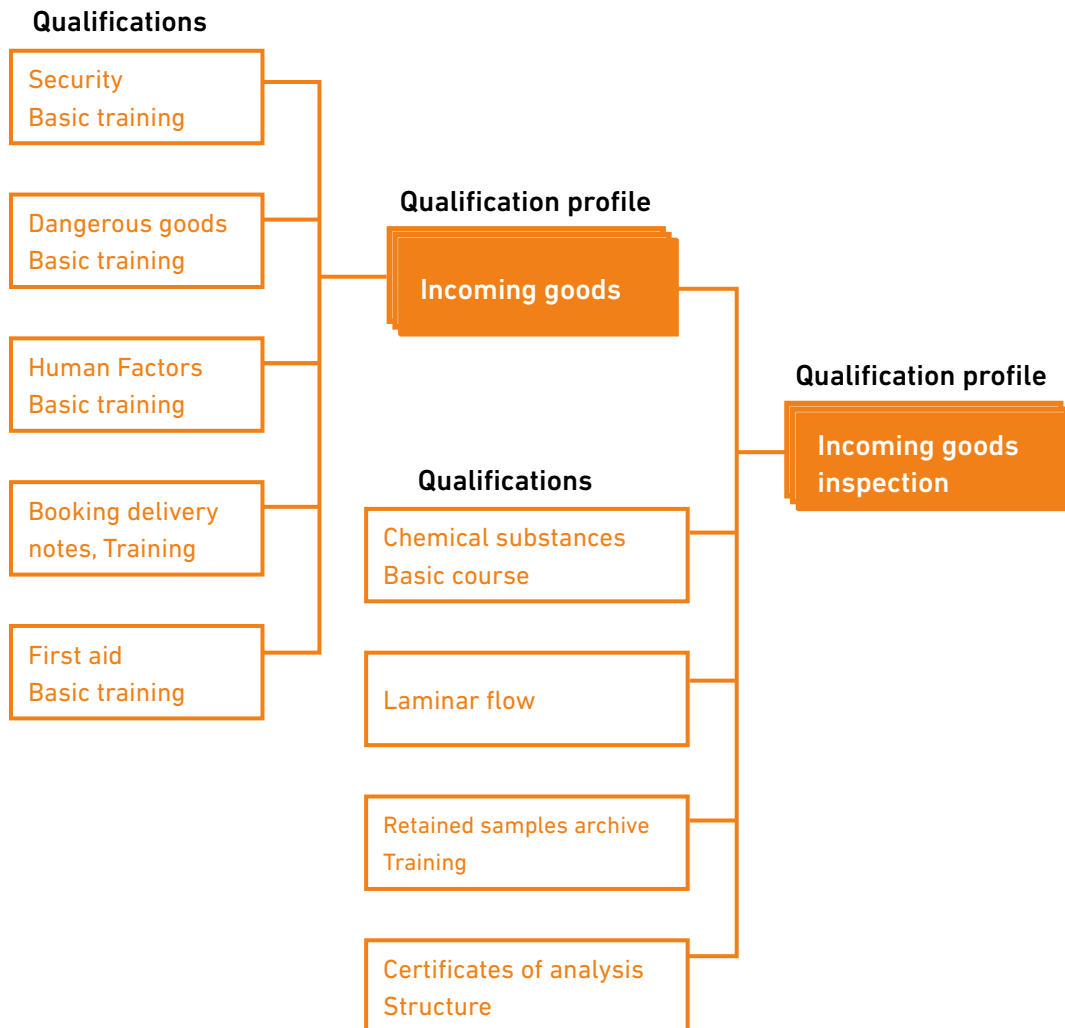 Qualifications
Security
Basic training
Dangerous goods
Basic training
Human Factors
Basic training
Booking delivery
notes, Training
First aid
Basic training
Qualification profile
Incoming goods
Qualifications
Chemical substances
Basic course
Laminar flow
Retained samples archive
Training
Certificates of analysis
Structure
Qualification profile
Incoming goods
inspection